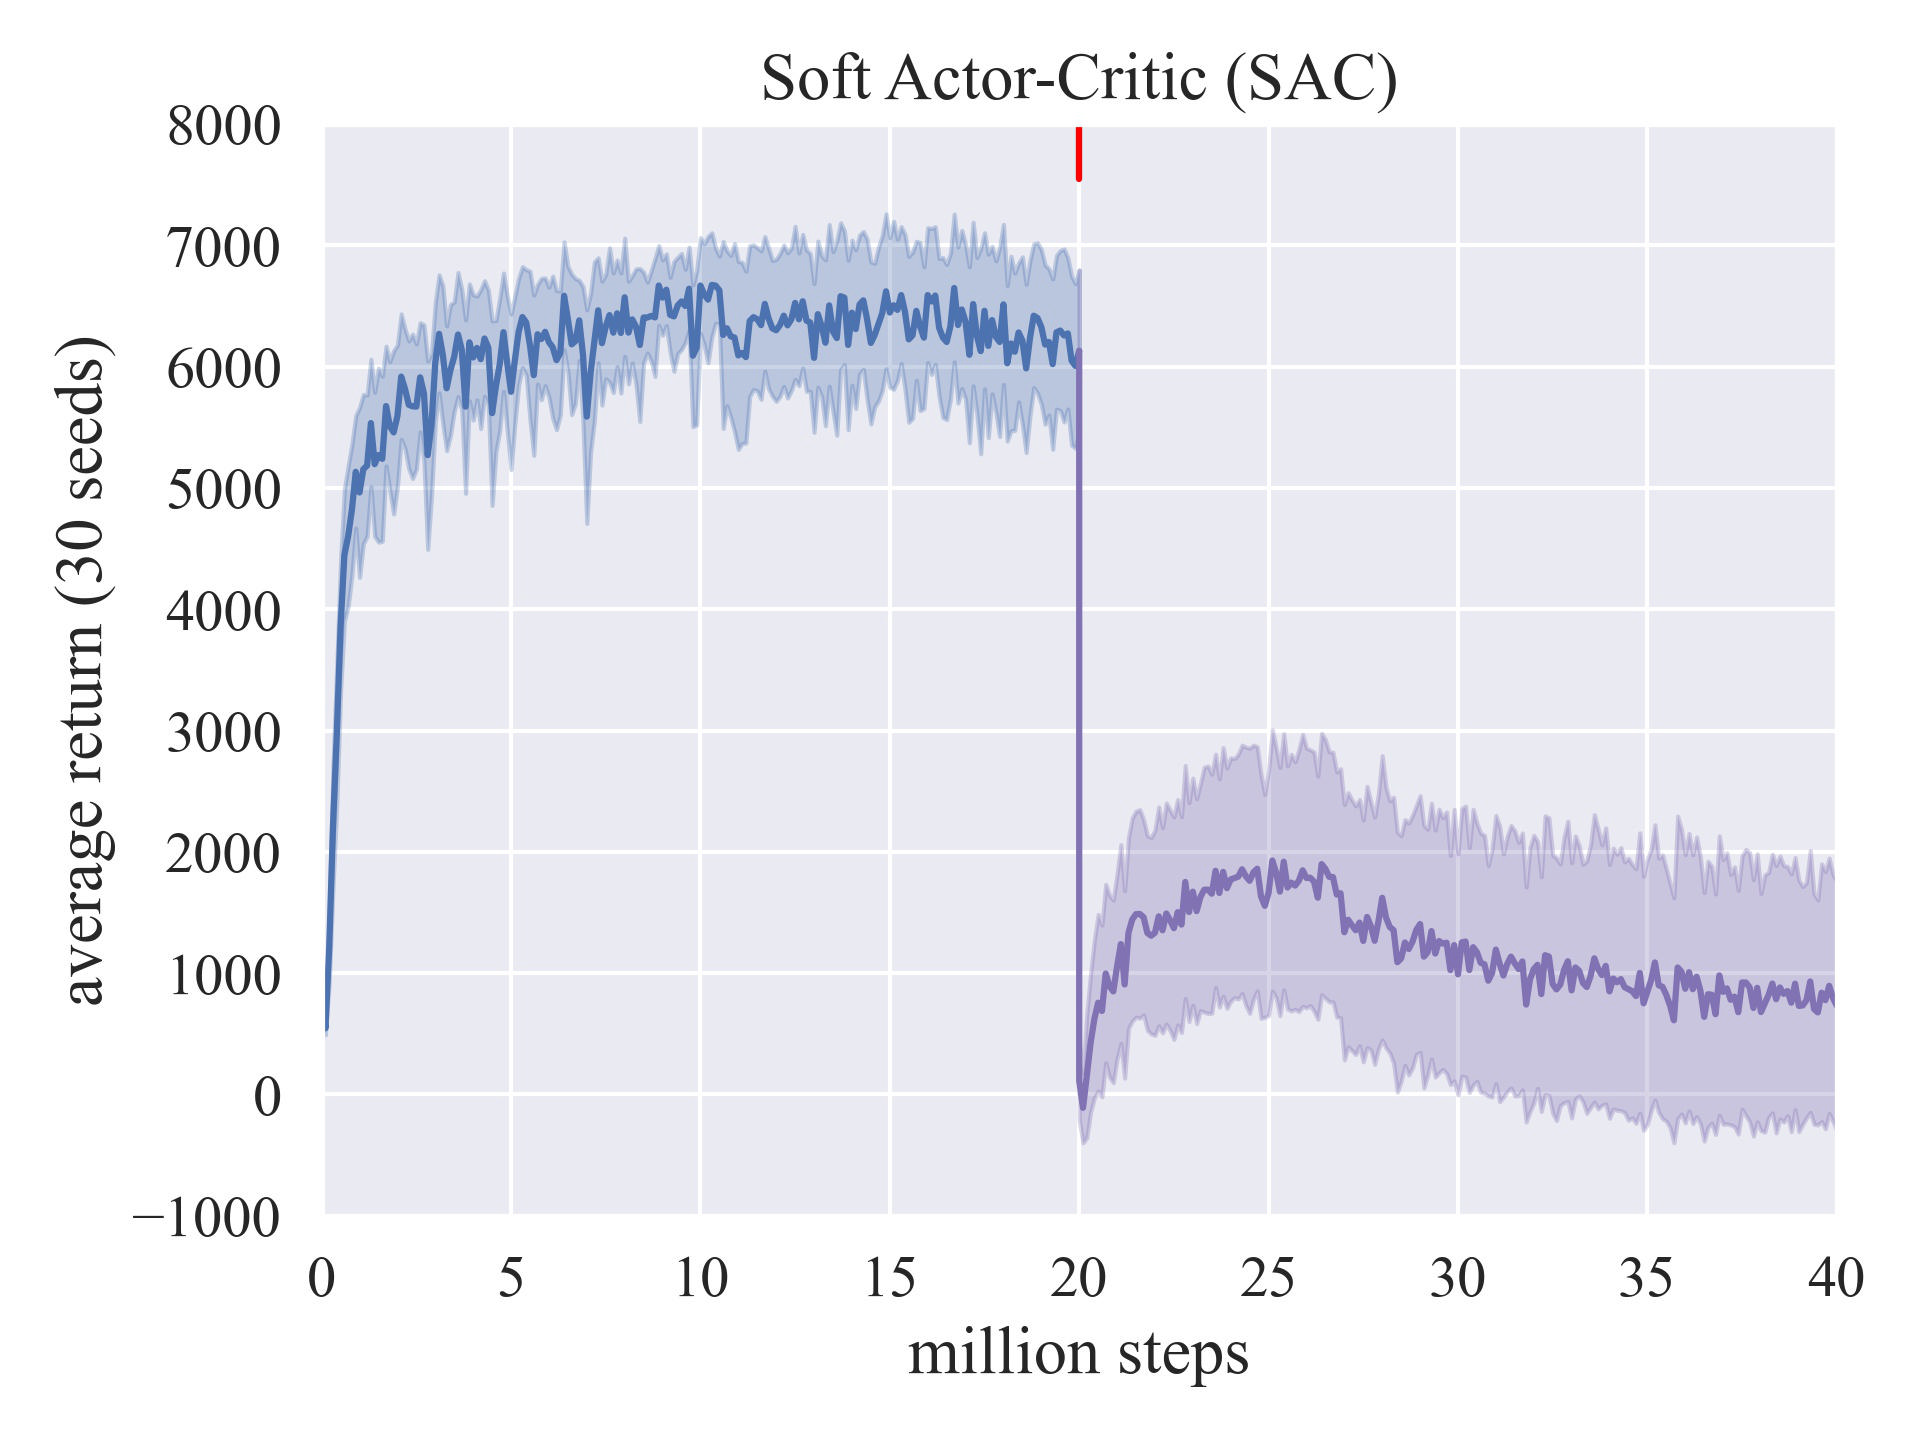 Soft Actor-Critic (SAC)
8000
7000
6000
5000
4000
3000
2000
1000
0
−1000
average return (30 seeds)
0 5 10 15 20 25 30 35 40
million steps